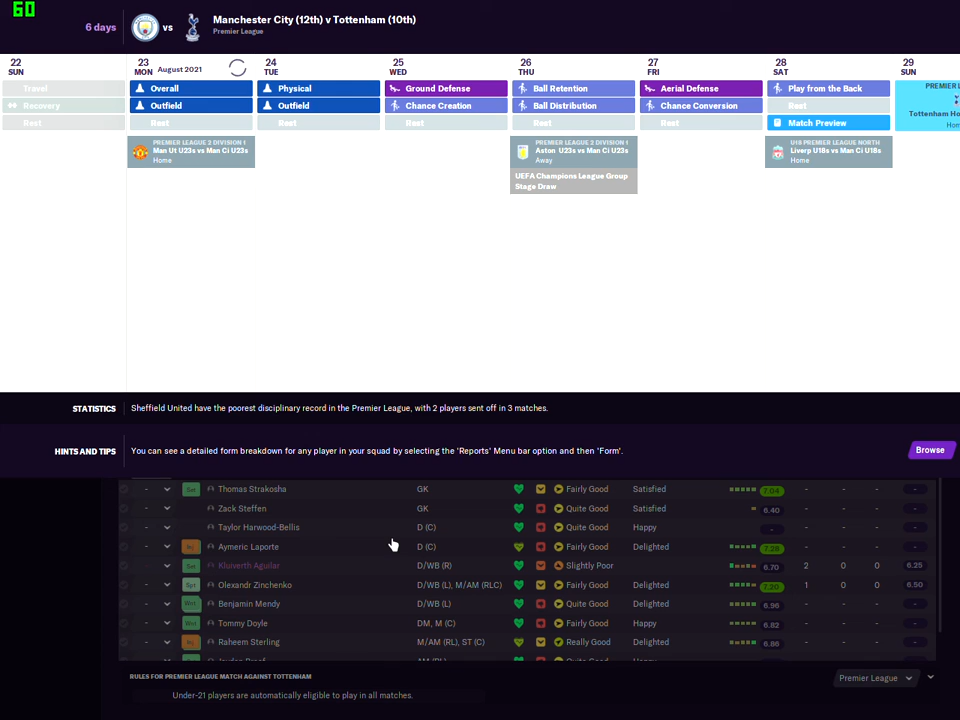 60
6 days
vs
Manchester City (12th) v Tottenham (10th)
Premier League
22
SUN
23
MON August 2021
24
TUE
25
WED
26
THU
27
FRI
28
SAT
29
SUN
Travel
Recovery
Rest
Overall
Outfield
Rest
Physical
Outfield
Rest
Ground Defense
Chance Creation
Rest
Ball Retention
Ball Distribution
Rest
Aerial Defense
Chance Conversion
Rest
Play from the Back
Rest
Match Preview
PREMIER L
Tottenham Ho
Hom
PREMIER LEAGUE 2 DIVISION 1
Man Ut U23s vs Man Ci U23s
Home
PREMIER LEAGUE 2 DIVISION 1
Aston U23s vs Man Ci U23s
Away
UEFA Champions League Group
Stage Draw
U18 PREMIER LEAGUE NORTH
Liverp U18s vs Man Ci U18s
Home
STATISTICS Sheffield United have the poorest disciplinary record in the Premier League, with 2 players sent off in 3 matches.
HINTS AND TIPS You can see a detailed form breakdown for any player in your squad by selecting the 'Reports' Menu bar option and then 'Form'. Browse
- Set Thomas Strakosha GK Fairly Good Satisfied 7.04 - - - -
- Zack Steffen GK Quite Good Satisfied 6.40 - - - -
- Taylor Harwood-Bellis D (C) Quite Good Happy - - - - -
- Inj Aymeric Laporte D (C) Fairly Good Delighted 7.28 - - - -
- Set Kluiverth Aguilar D/WB (R) Slightly Poor 6.70 2 0 0 6.25
- Spt Olexandr Zinchenko D/WB (L), M/AM (RLC) Fairly Good Delighted 7.20 1 0 0 6.50
- Wnt Benjamin Mendy D/WB (L) Quite Good Delighted 6.96 - - - -
- Wnt Tommy Doyle DM, M (C) Fairly Good Happy 6.82 - - - -
- Inj Raheem Sterling M/AM (RL), ST (C) Really Good Delighted 6.86 - - - -
RULES FOR PREMIER LEAGUE MATCH AGAINST TOTTENHAM Premier League
Under-21 players are automatically eligible to play in all matches.